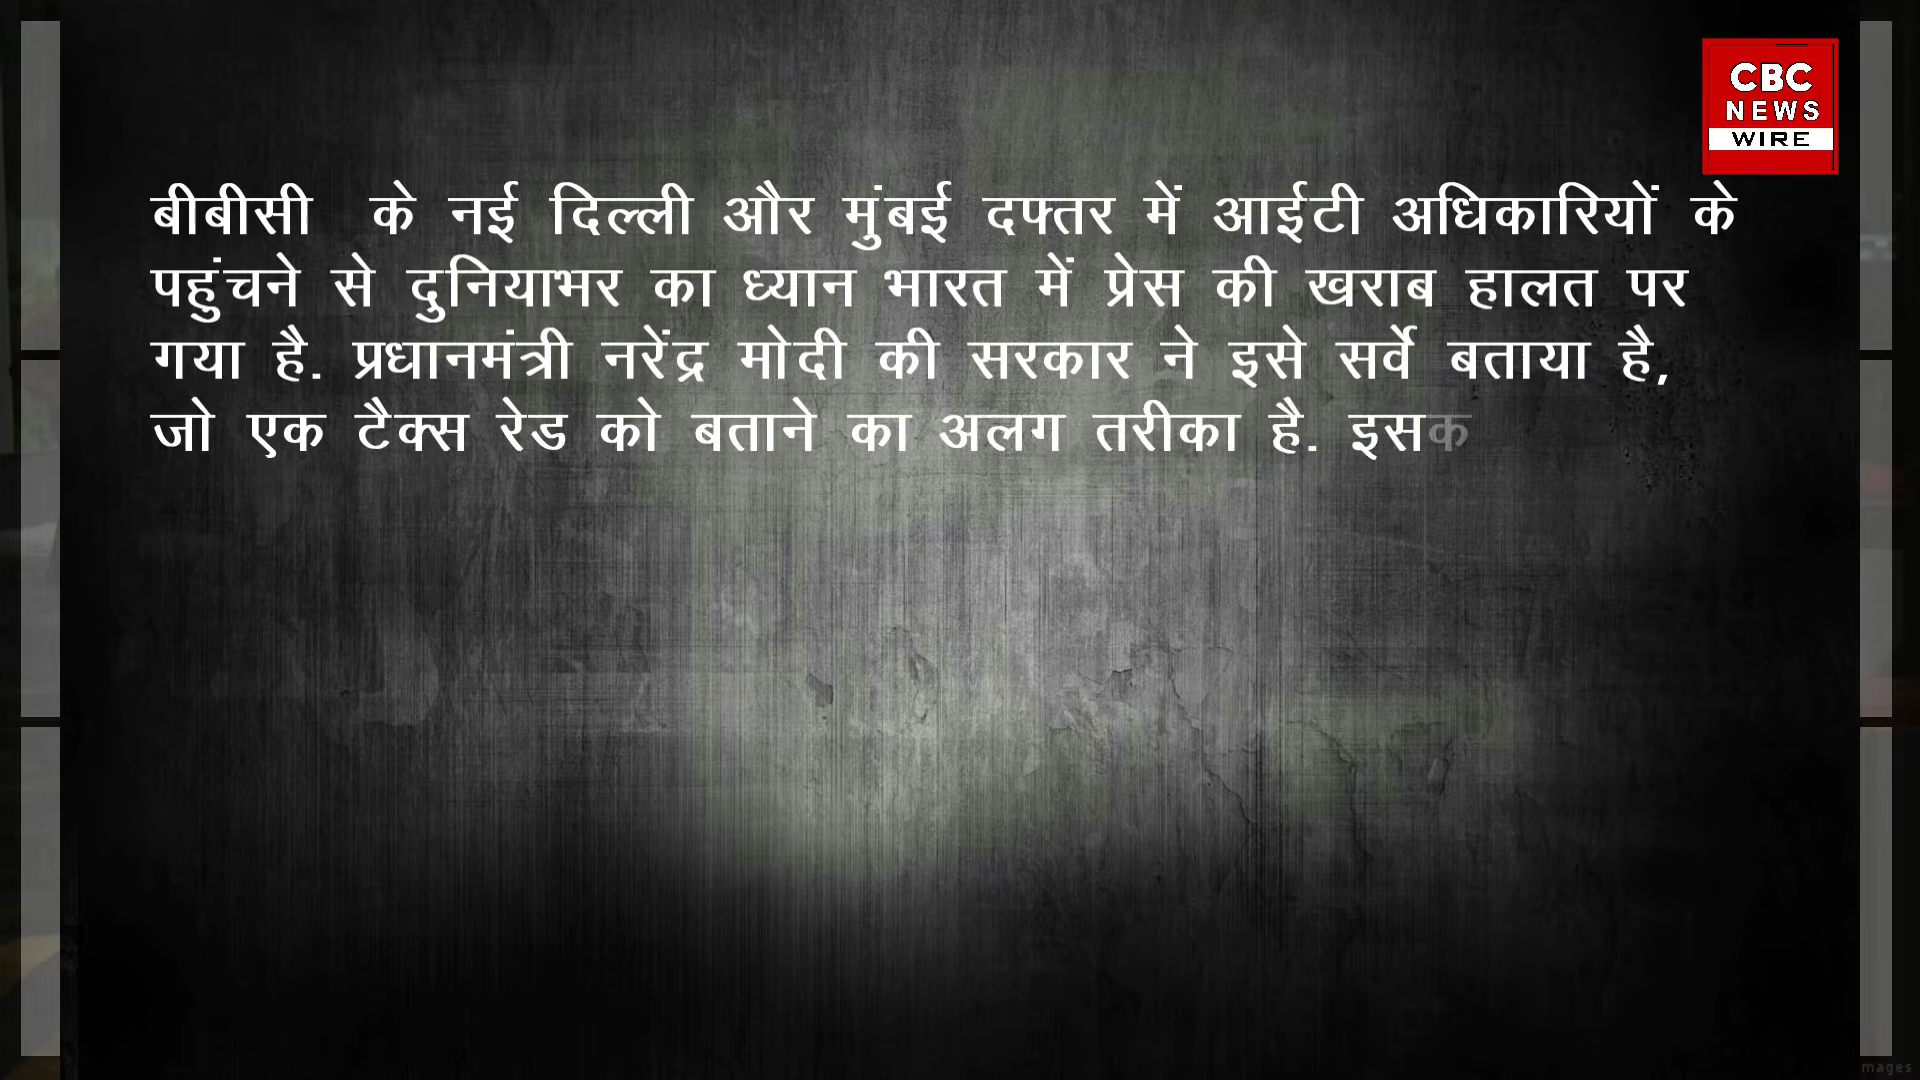 CBC
NEWS
WIRE
बीबीसी के नई दिल्ली और मुंबई दफ्तर में आईटी अधिकारियों के
पहुंचने से दुनियाभर का ध्यान भारत में प्रेस की खराब हालत पर
गया है. प्रधानमंत्री नरेंद्र मोदी की सरकार ने इसे सर्वे बताया है,
जो एक टैक्स रेड को बताने का अलग तरीका है. इसक
mages